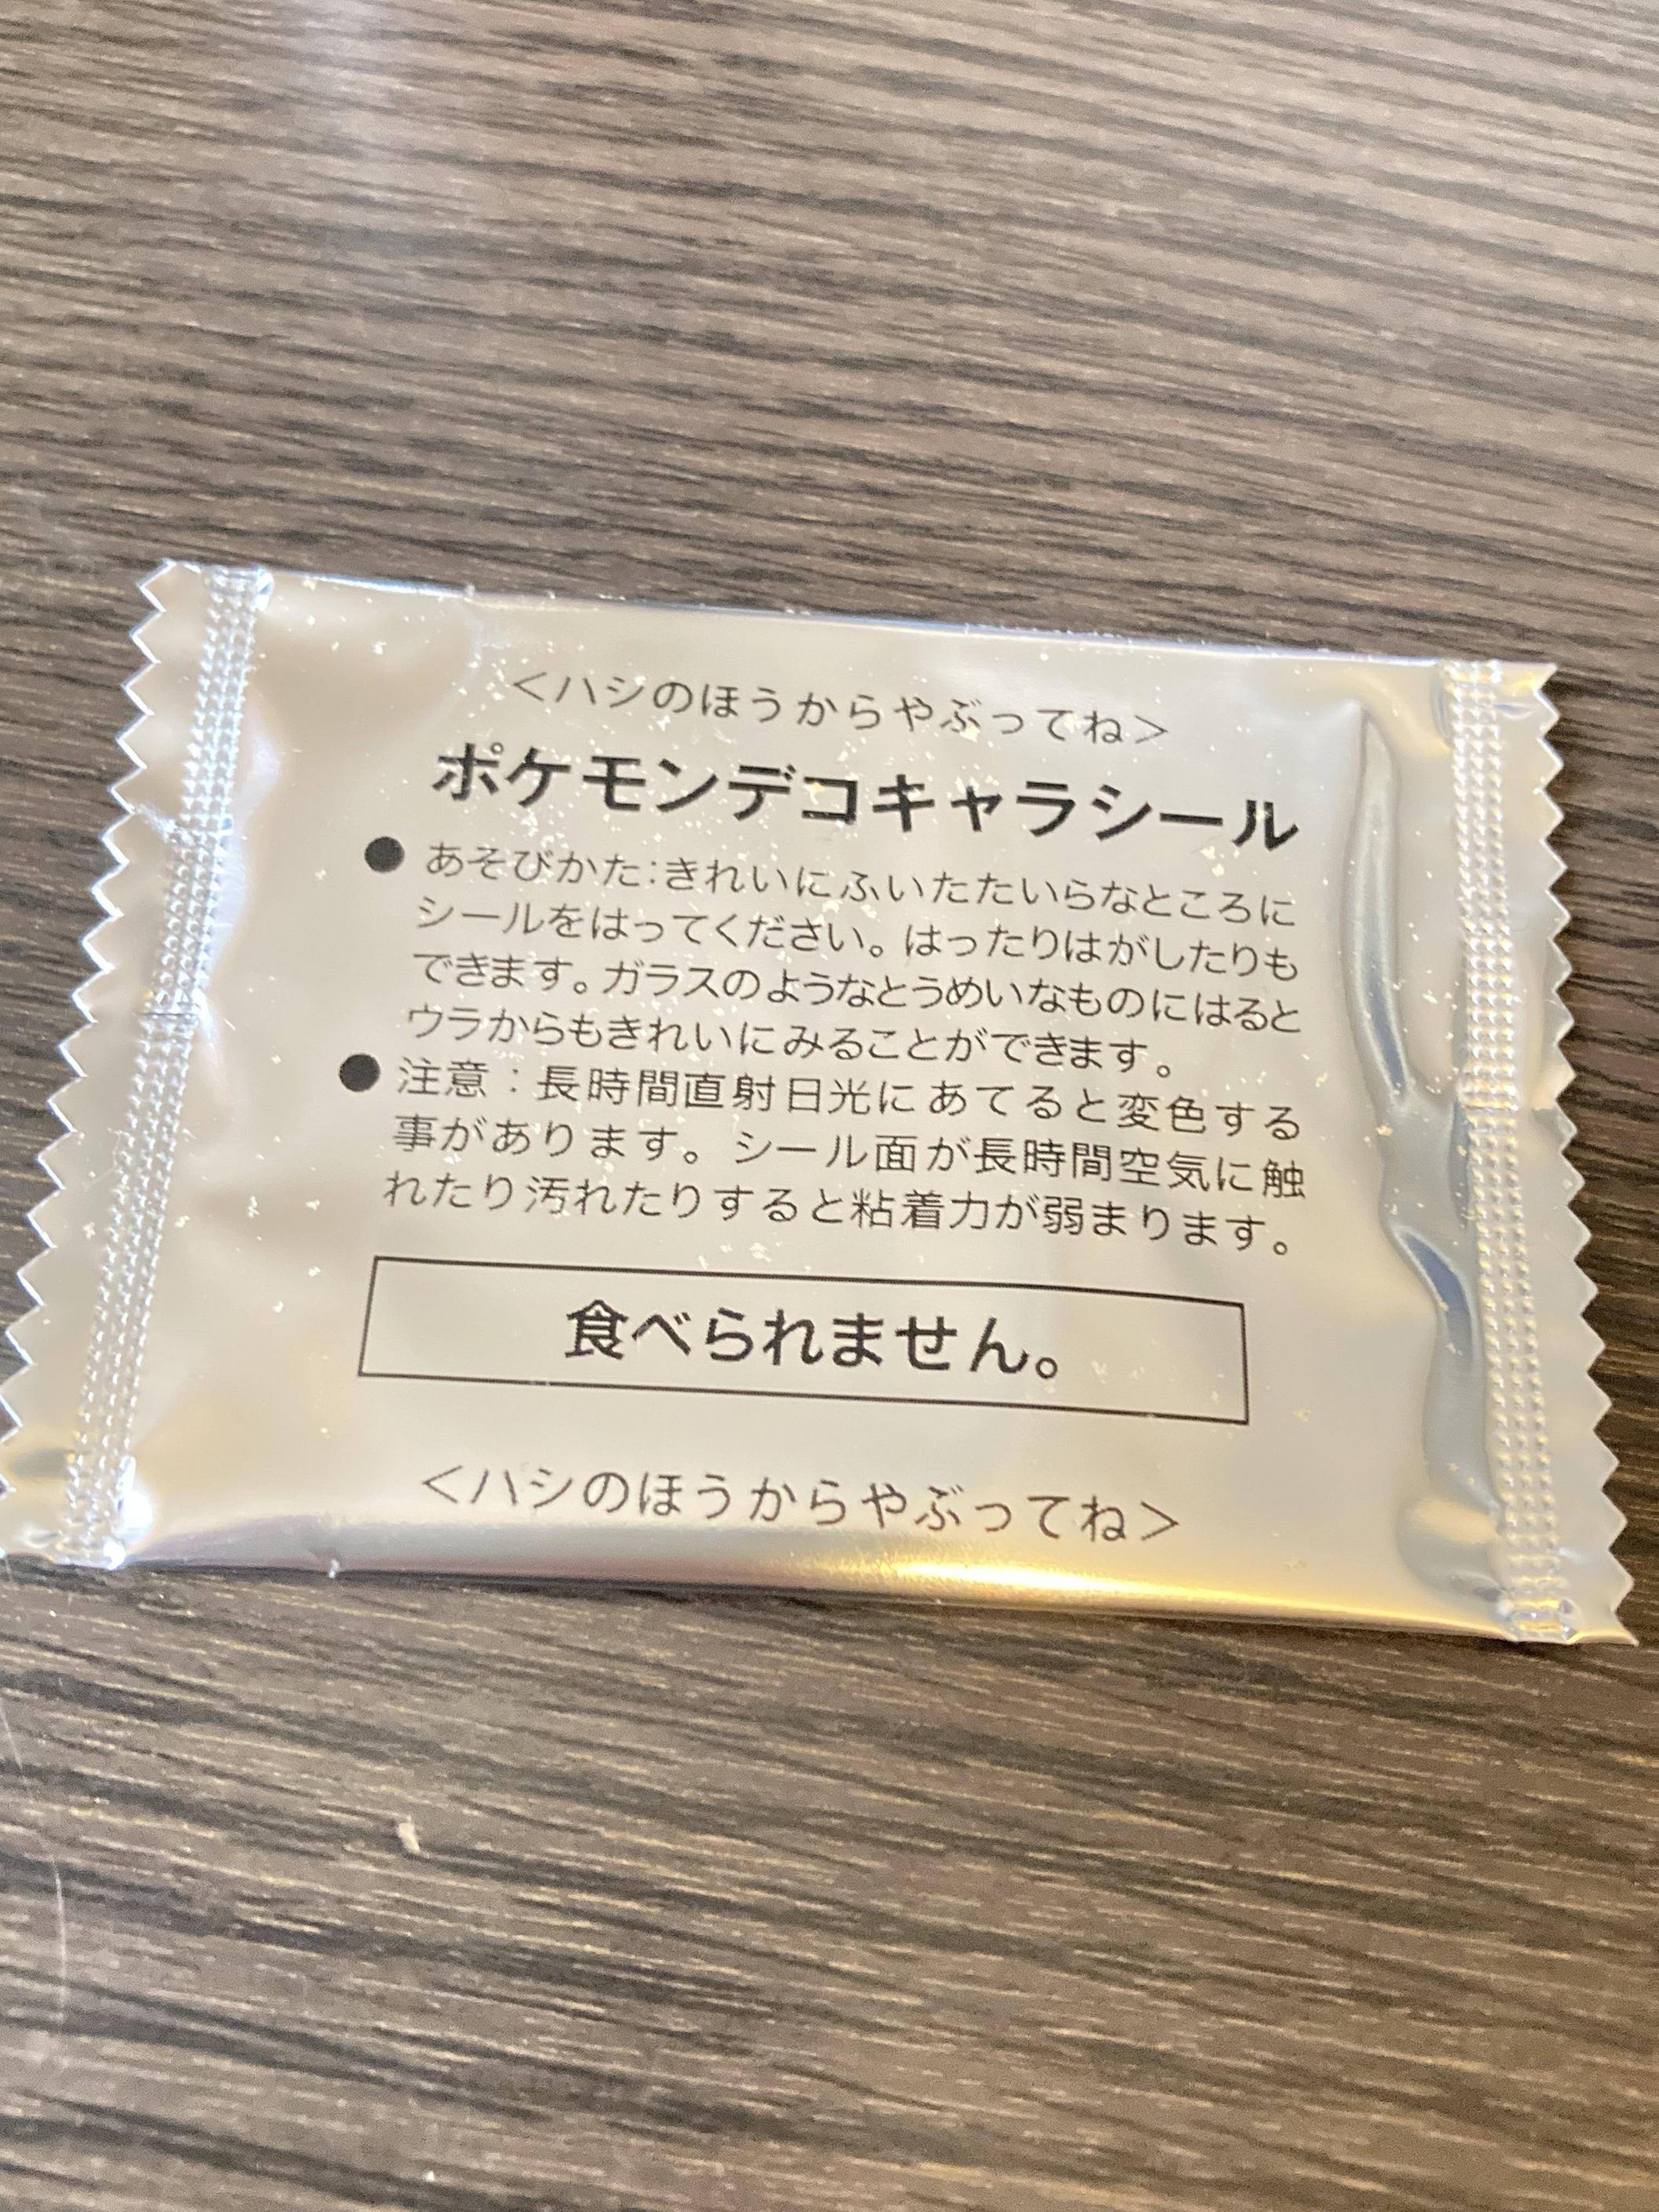 <ハシのほうからやぶってね>
ポケモンデコキャラシール
●あそびかた:きれいにふいたたいらなところに
シールをはってください。はったりはがしたりも
できます。ガラスのようなとうめいなものにはると
ウラからもきれいにみることができます。
●注意:長時間直射日光にあてると変色する
事があります。シール面が長時間空気に触
れたり汚れたりすると粘着力が弱まります。
食べられません。
<ハシのほうからやぶってね>